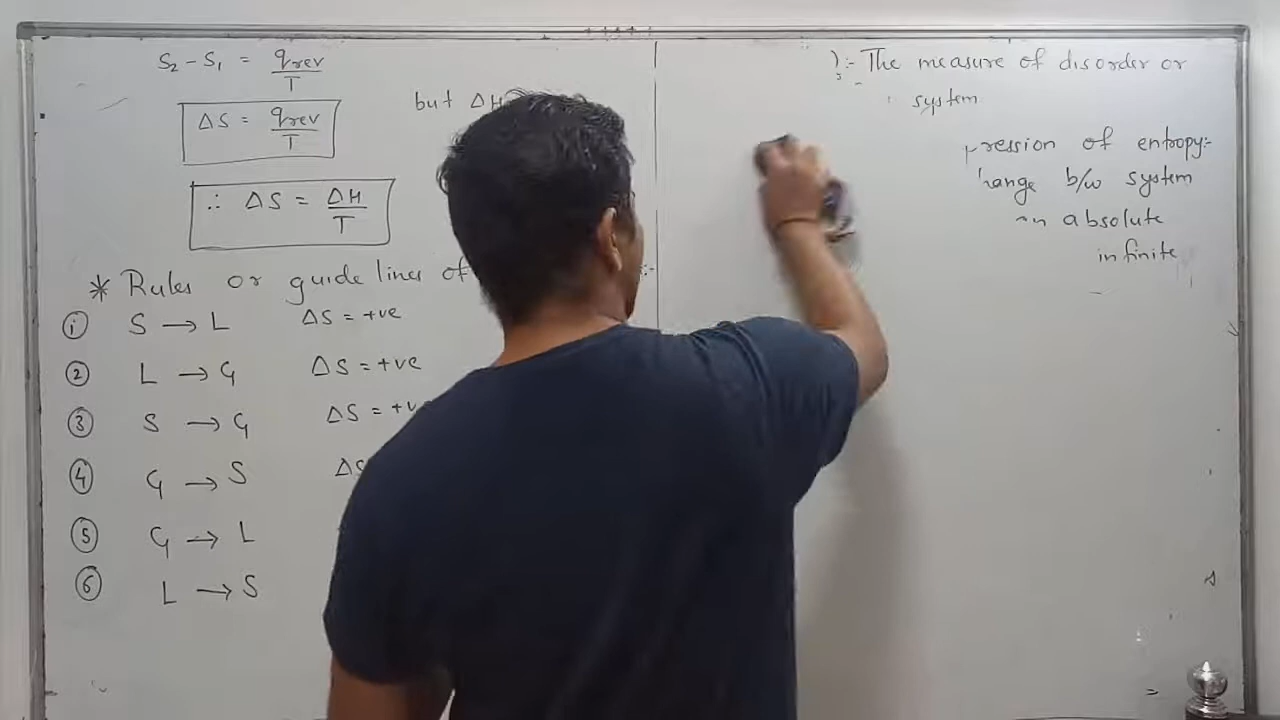 S₂ - S₁ = qrev/T
ΔS = qrev/T
but ΔH
∴ ΔS = ΔH/T
* Rules or guide lines of :-
① S → L ΔS = +ve
② L → G ΔS = +ve
③ S → G ΔS = +v
④ G → S ΔS
⑤ G → L
⑥ L → S
):- The measure of disorder or
system
ression of entropy:-
hange b/w system
an absolute
infinite